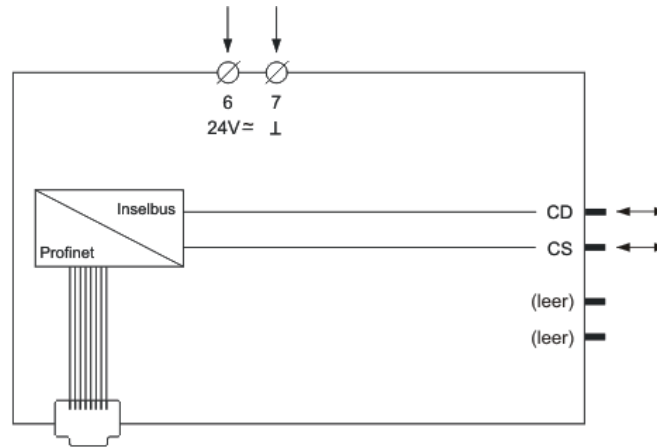 6 7
24V≂ ⊥
Inselbus
Profinet
CD
CS
(leer)
(leer)